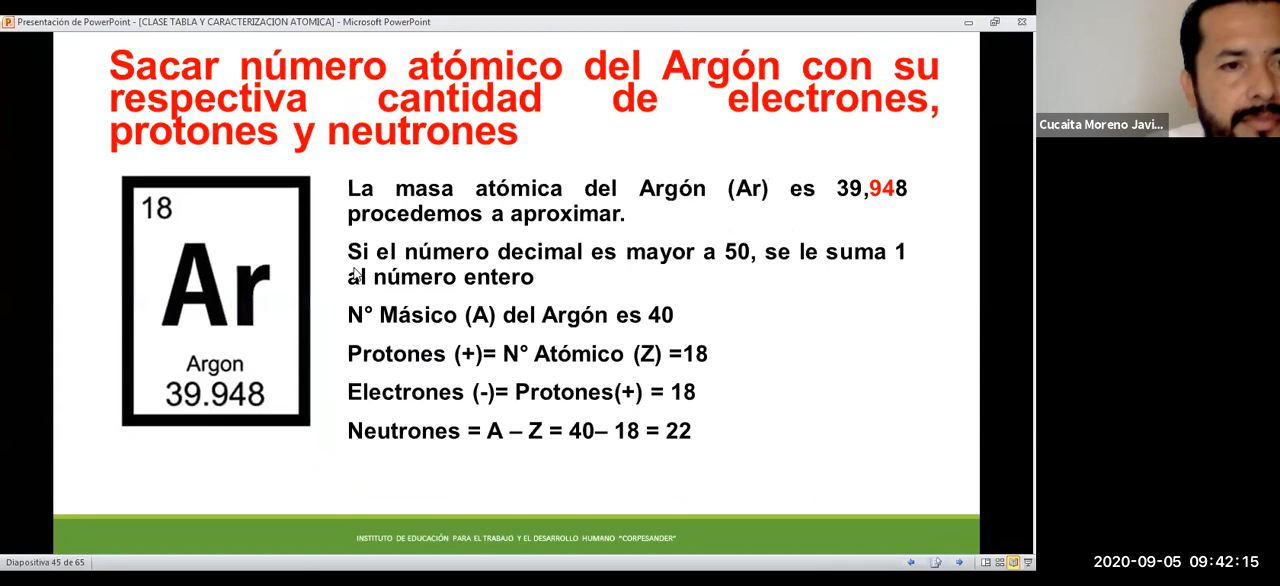 Presentación de PowerPoint - [CLASE TABLA Y CARACTERIZACION ATOMICA] - Microsoft PowerPoint
Sacar número atómico del Argón con su
respectiva cantidad de electrones,
protones y neutrones
18
Ar
Argon
39.948
La masa atómica del Argón (Ar) es 39,948
procedemos a aproximar.
Si el número decimal es mayor a 50, se le suma 1
al número entero
N° Másico (A) del Argón es 40
Protones (+)= N° Atómico (Z) =18
Electrones (-)= Protones(+) = 18
Neutrones = A – Z = 40– 18 = 22
INSTITUTO DE EDUCACIÓN PARA EL TRABAJO Y EL DESARROLLO HUMANO “CORPESANDER”
Diapositiva 45 de 65
Cucaita Moreno Javi...
2020-09-05 09:42:15